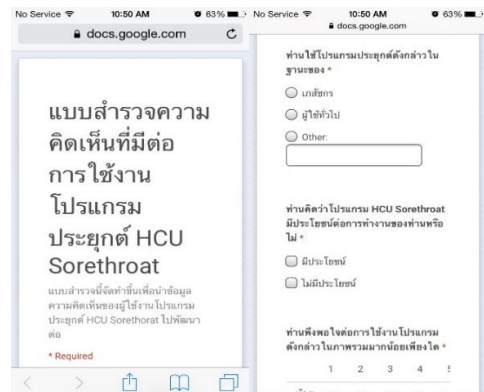 No Service 10:50 AM 63%
docs.google.com
แบบสำรวจความ
คิดเห็นที่มีต่อ
การใช้งาน
โปรแกรม
ประยุกต์ HCU
Sorethroat
แบบสำรวจนี้จัดทำขึ้นเพื่อนำข้อมูล
ความคิดเห็นของผู้ใช้งานโปรแกรม
ประยุกต์ HCU Sorethorat ไปพัฒนา
ต่อ
* Required
No Service 10:50 AM 63%
docs.google.com
ท่านใช้โปรแกรมประยุกต์ดังกล่าวใน
ฐานะของ *
เภสัชกร
ผู้ใช้ทั่วไป
Other:
ท่านคิดว่าโปรแกรม HCU Sorethroat
มีประโยชน์ต่อการทำงานของท่านหรือ
ไม่ *
มีประโยชน์
ไม่มีประโยชน์
ท่านพึงพอใจต่อการใช้งานโปรแกรม
ดังกล่าวในภาพรวมมากน้อยเพียงใด *
1 2 3 4